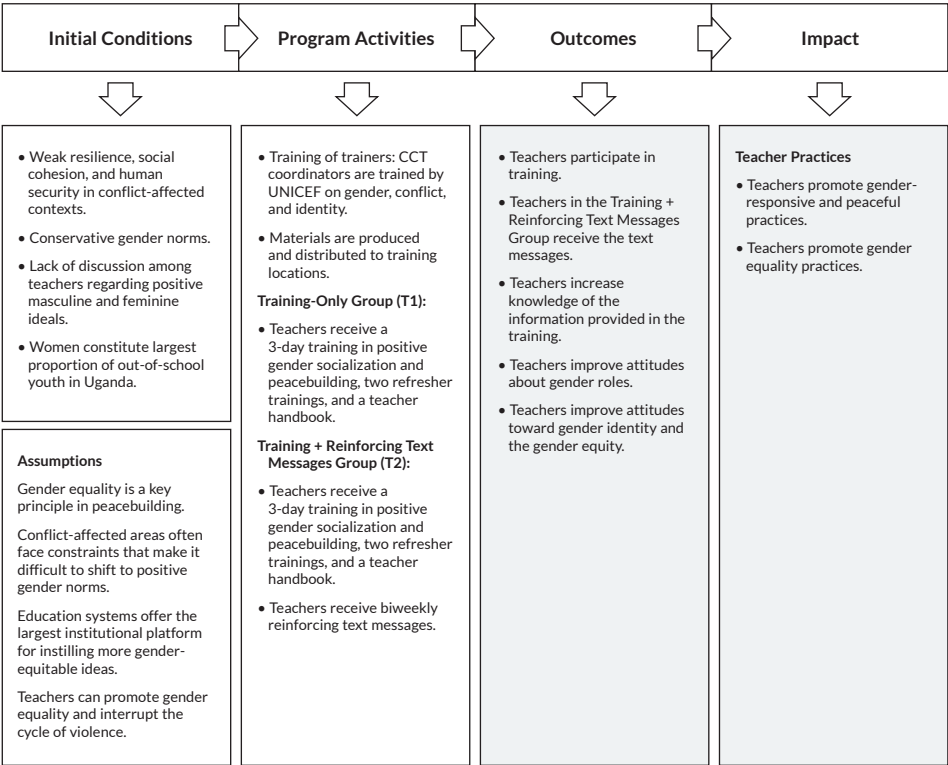 Initial Conditions
Program Activities
Outcomes
Impact
• Weak resilience, social
cohesion, and human
security in conflict-affected
contexts.
• Conservative gender norms.
• Lack of discussion among
teachers regarding positive
masculine and feminine
ideals.
• Women constitute largest
proportion of out-of-school
youth in Uganda.
Assumptions
Gender equality is a key
principle in peacebuilding.
Conflict-affected areas often
face constraints that make it
difficult to shift to positive
gender norms.
Education systems offer the
largest institutional platform
for instilling more gender-
equitable ideas.
Teachers can promote gender
equality and interrupt the
cycle of violence.
• Training of trainers: CCT
coordinators are trained by
UNICEF on gender, conflict,
and identity.
• Materials are produced
and distributed to training
locations.
Training-Only Group (T1):
• Teachers receive a
3-day training in positive
gender socialization and
peacebuilding, two refresher
trainings, and a teacher
handbook.
Training + Reinforcing Text
Messages Group (T2):
• Teachers receive a
3-day training in positive
gender socialization and
peacebuilding, two refresher
trainings, and a teacher
handbook.
• Teachers receive biweekly
reinforcing text messages.
• Teachers participate in
training.
• Teachers in the Training +
Reinforcing Text Messages
Group receive the text
messages.
• Teachers increase
knowledge of the
information provided in the
training.
• Teachers improve attitudes
about gender roles.
• Teachers improve attitudes
toward gender identity and
the gender equity.
Teacher Practices
• Teachers promote gender-
responsive and peaceful
practices.
• Teachers promote gender
equality practices.